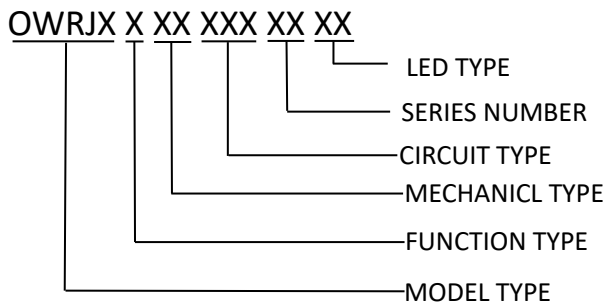 OWRJX X XX XXX XX XX
LED TYPE
SERIES NUMBER
CIRCUIT TYPE
MECHANICL TYPE
FUNCTION TYPE
MODEL TYPE